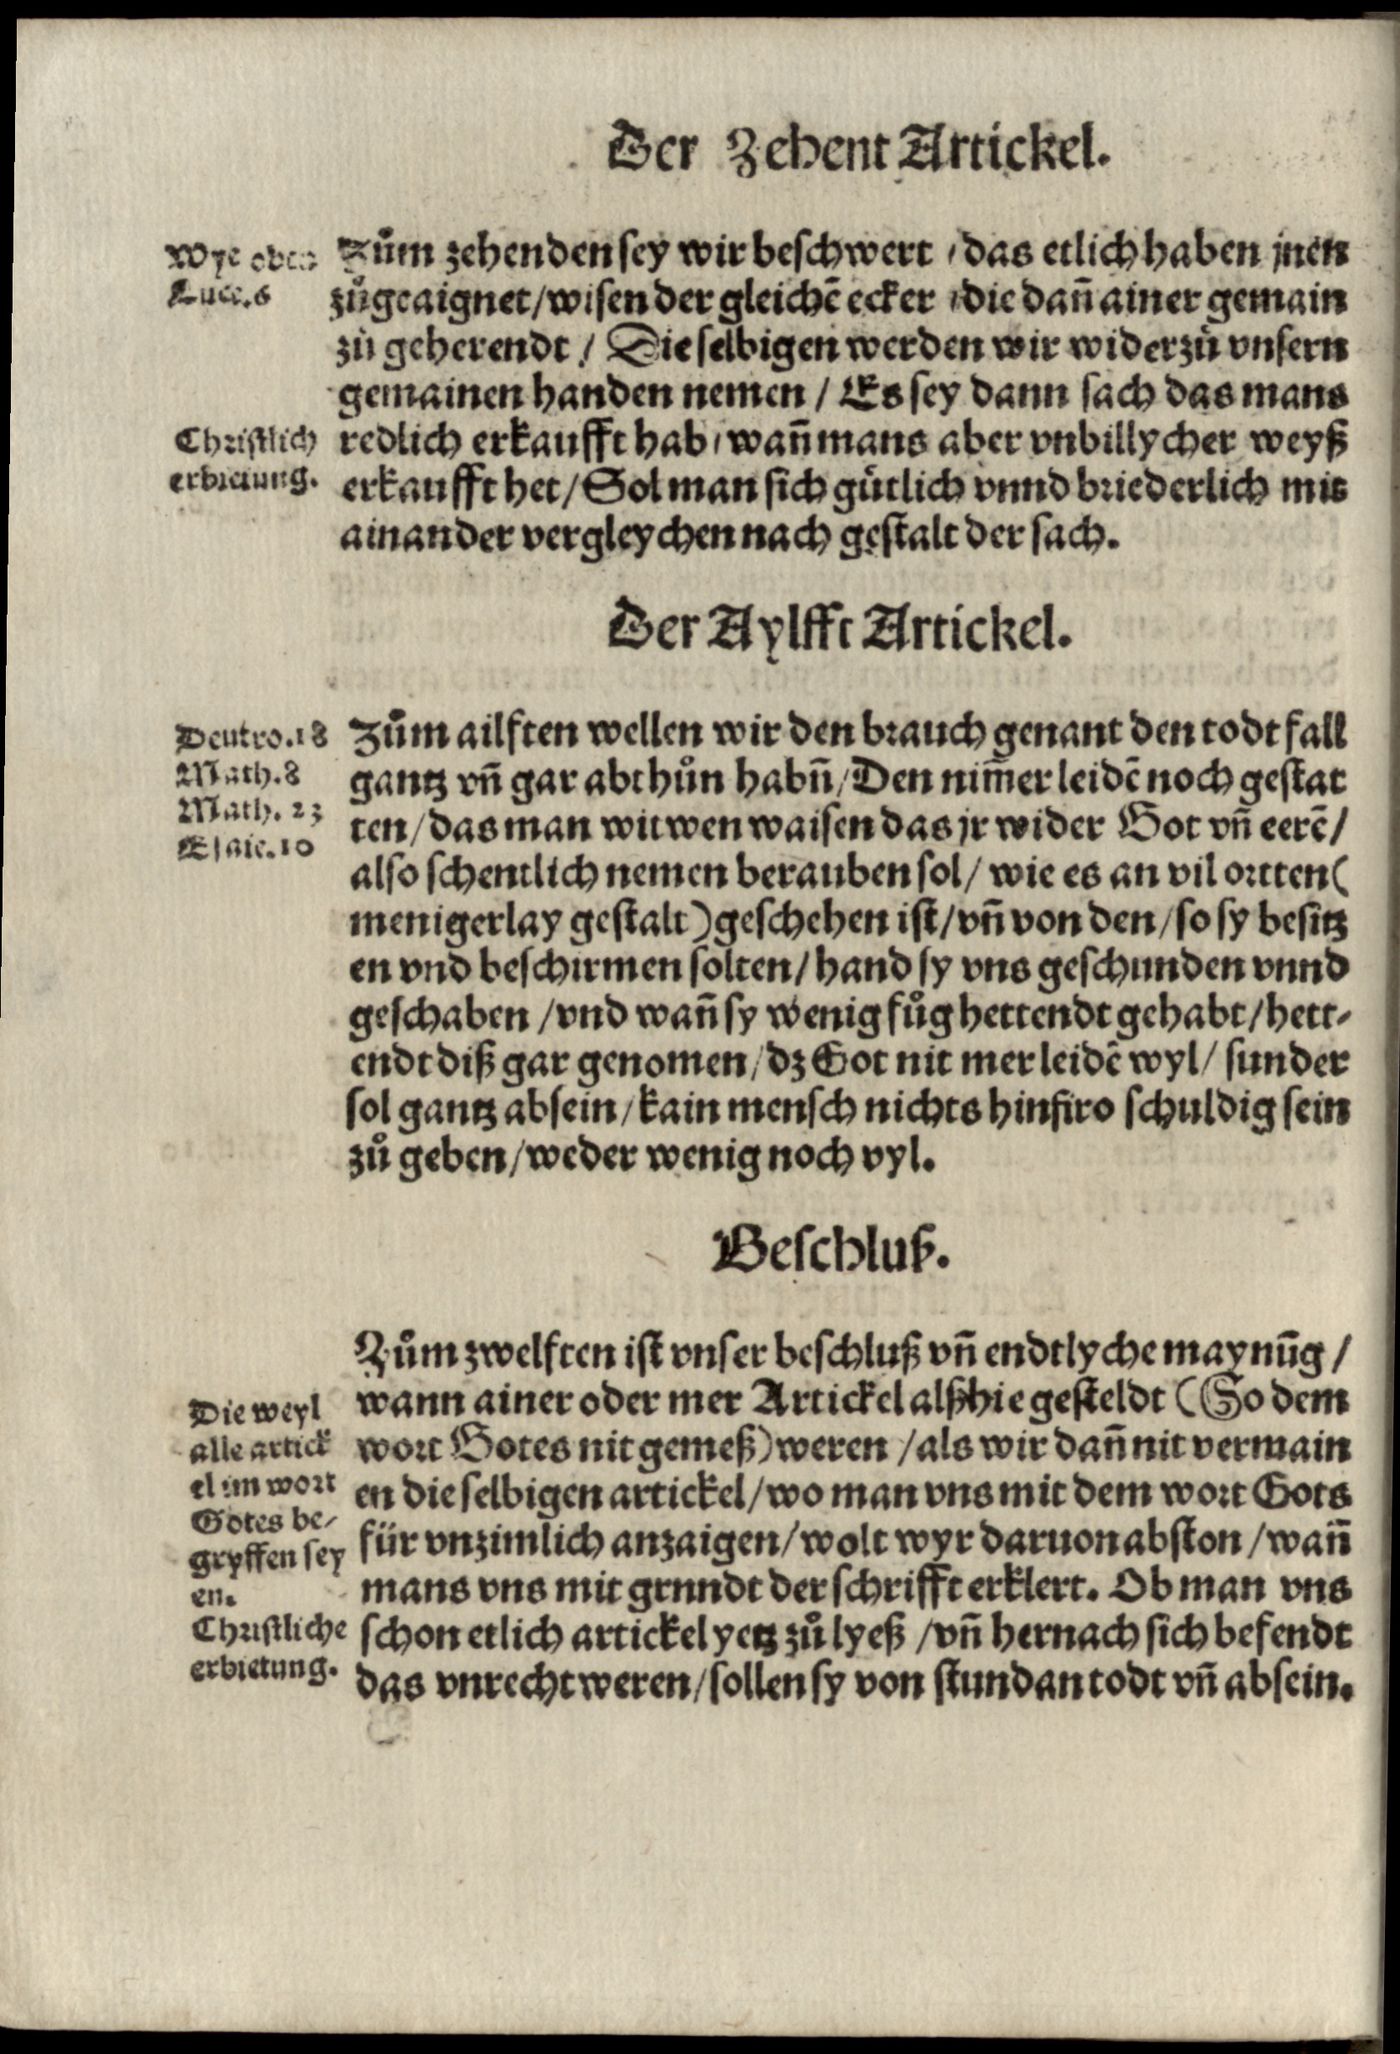 Der Zehent Artickel.
Wye oben
Luce. 6
Zům zehenden sey wir beschwert / das etlich haben jnen
zůgeaignet / wisen der gleichē ecker / die dañ ainer gemain
zů geherendt / Die selbigen werden wir wider zů vnsern
gemainen handen nemen / Es sey dann sach das mans
Christlich
erbietung.
redlich erkaufft hab / wañ mans aber vnbillycher weyß
erkaufft het / Sol man sich gütlich vnnd briederlich mit
ainander vergleychen nach gestalt der sach.
Der Aylfft Artickel.
Deutro. 18
Math. 8
Math. 23
Esaie. 10
Zům ailften wellen wir den brauch genant den todt fall
gantz vñ gar abthůn habñ / Den nim̄er leidē noch gestat
ten / das man witwen waisen das jr wider Got vñ eerē /
also schentlich nemen berauben sol / wie es an vil ortten (
menigerlay gestalt) geschehen ist / vñ von den / so sy besitz
en vnd beschirmen solten / hand sy vns geschunden vnnd
geschaben / vnd wañ sy wenig fůg hettendt gehabt / hett⸗
endt diß gar genomen / dz Got nit mer leidē wyl / sunder
sol gantz absein / kain mensch nichts hinfiro schuldig sein
zů geben / weder wenig noch vyl.
Beschluß.
Zům zwelften ist vnser beschluß vñ endtlyche maynūg /
Die weyl
alle artick
el im wort
Gotes be⸗
gryffen sey
en.
Christliche
erbietung.
wann ainer oder mer Artickel alßhie gesteldt (So dem
wort Gotes nit gemeß) weren / als wir dañ nit vermain
en die selbigen artickel / wo man vns mit dem wort Gots
für vnzimlich anzaigen / wolt wyr daruon abston / wañ
mans vns mit grnndt der schrifft erklert. Ob man vns
schon etlich artickel yetz zů lyeß / vñ hernach sich befendt
das vnrecht weren / sollen sy von stund an todt vñ absein.